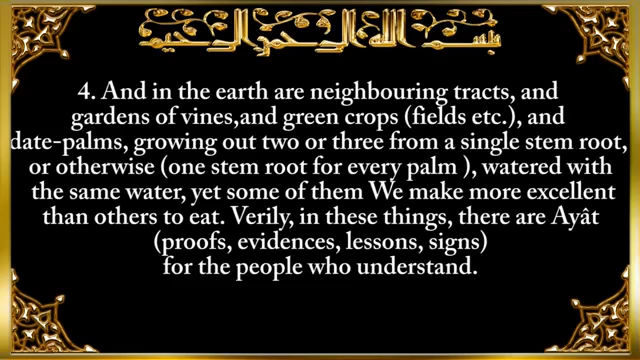 بسم الله الرحمن الرحيم
4. And in the earth are neighbouring tracts, and
gardens of vines,and green crops (fields etc.), and
date-palms, growing out two or three from a single stem root,
or otherwise (one stem root for every palm ), watered with
the same water, yet some of them We make more excellent
than others to eat. Verily, in these things, there are Ayât
(proofs, evidences, lessons, signs)
for the people who understand.